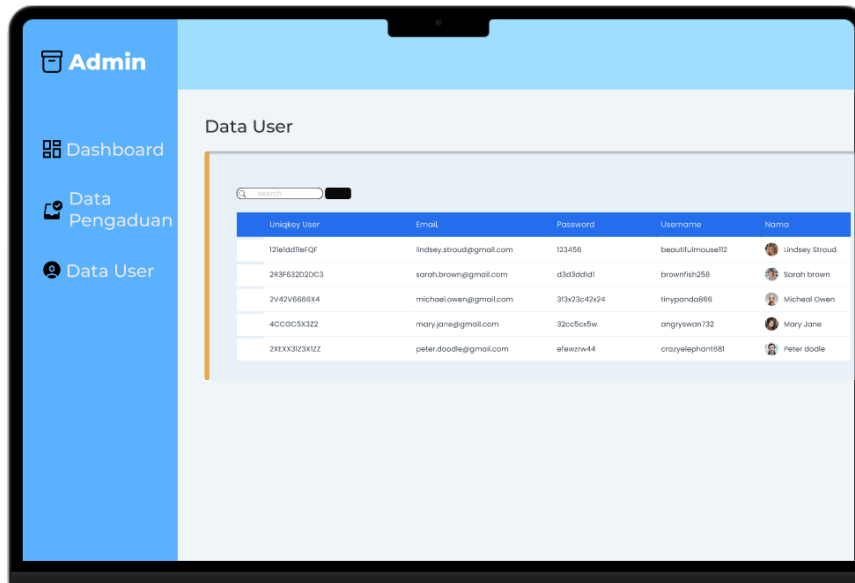 Admin
Dashboard
Data
Pengaduan
Data User
Data User
search
Uniqkey User Email Password Username Nama
121e1dd11eFQF lindsey.stroud@gmail.com 123456 beautifulmouse112 Lindsey Stroud
2R3F632D2DC3 sarah.brown@gmail.com d3d3dd1d1 brownfish258 Sarah brown
2V42V6666X4 michael.owen@gmail.com 3f3x23c42x24 tinypanda866 Micheal Owen
4CCGC5X3Z2 mary.jane@gmail.com 32cc5cx5w angryswan732 Mary Jane
2XEXX31Z3X1ZZ peter.doodle@gmail.com efewzrw44 crazyelephant681 Peter dodle